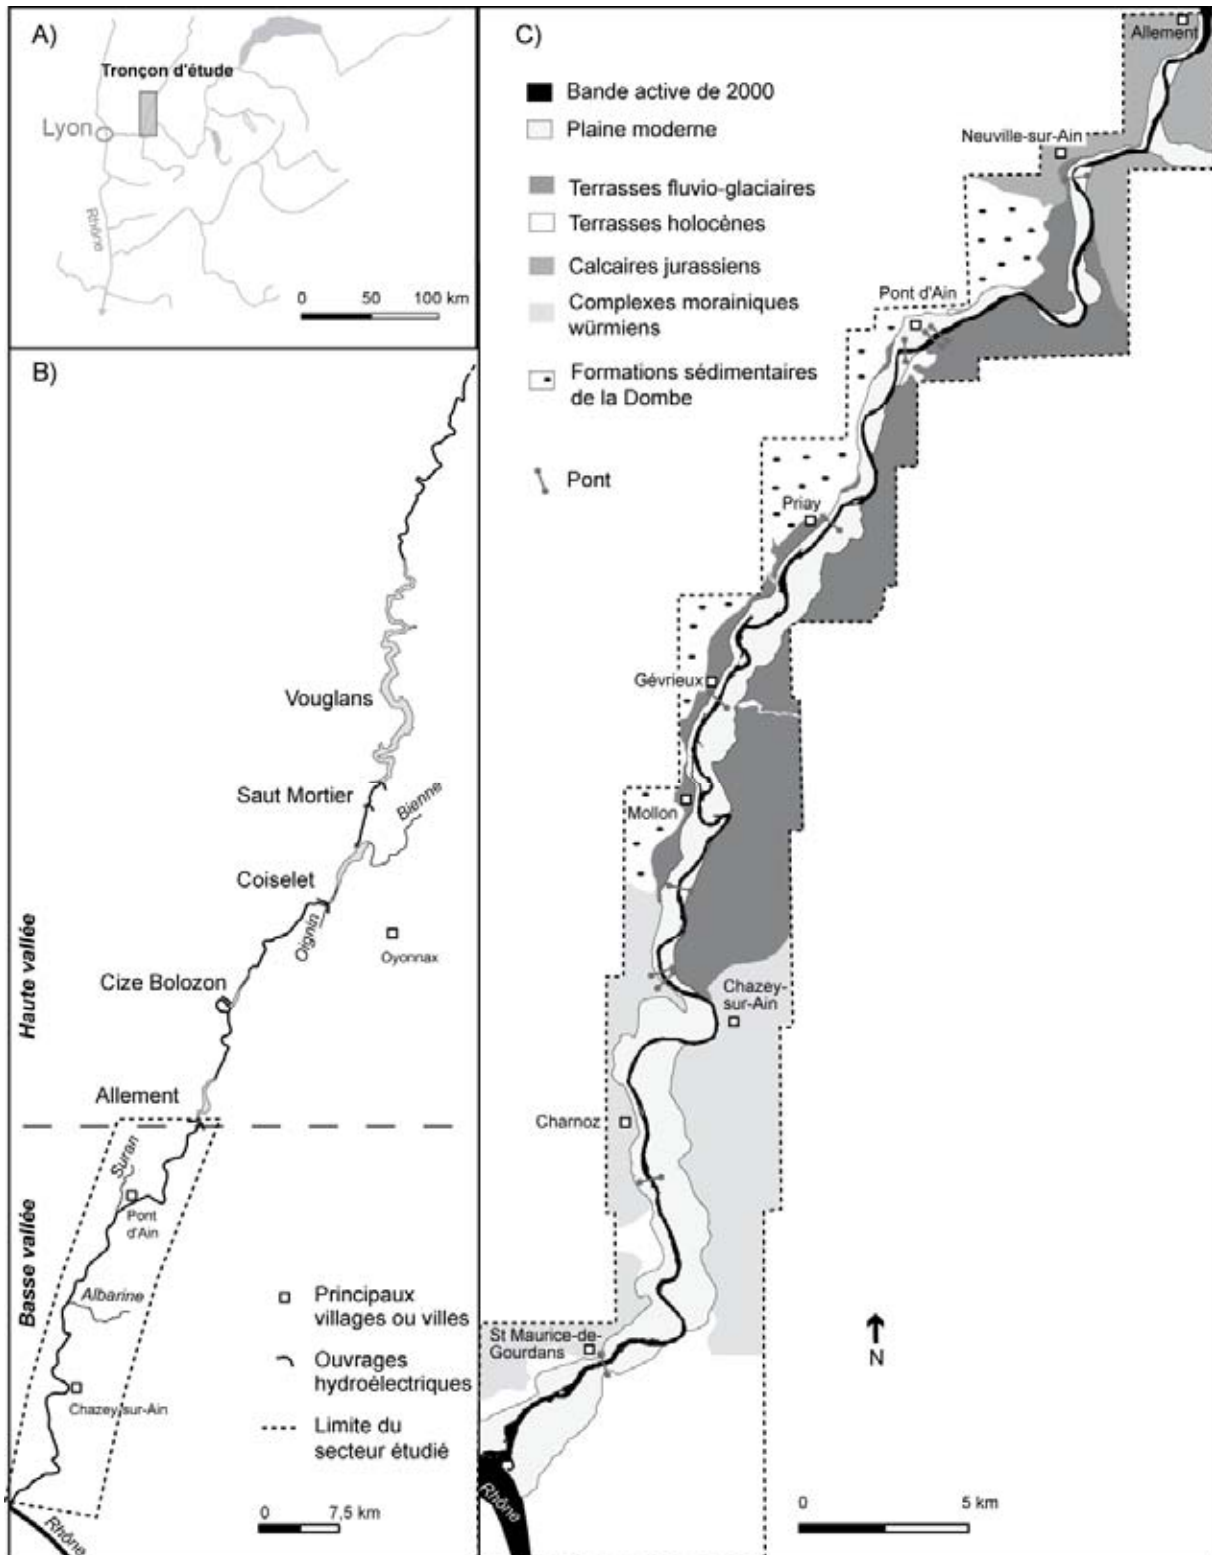 A)
Tronçon d'étude
Lyon
Rhône
0 50 100 km
B)
Vouglans
Saut Mortier
Bienne
Coiselet
Oignin
Oyonnax
Cize Bolozon
Haute vallée
Allement
Basse vallée
Suran
Pont
d'Ain
Albarine
Chazey-sur-Ain
Rhône
Principaux
villages ou villes
Ouvrages
hydroélectriques
Limite du
secteur étudié
0 7,5 km
C)
Bande active de 2000
Plaine moderne
Terrasses fluvio-glaciaires
Terrasses holocènes
Calcaires jurassiens
Complexes morainiques
würmiens
Formations sédimentaires
de la Dombe
Pont
Allement
Neuville-sur-Ain
Pont d'Ain
Priay
Gévrieux
Mollon
Chazey-
sur-Ain
Charnoz
St Maurice-de-
Gourdans
Rhône
N
0 5 km